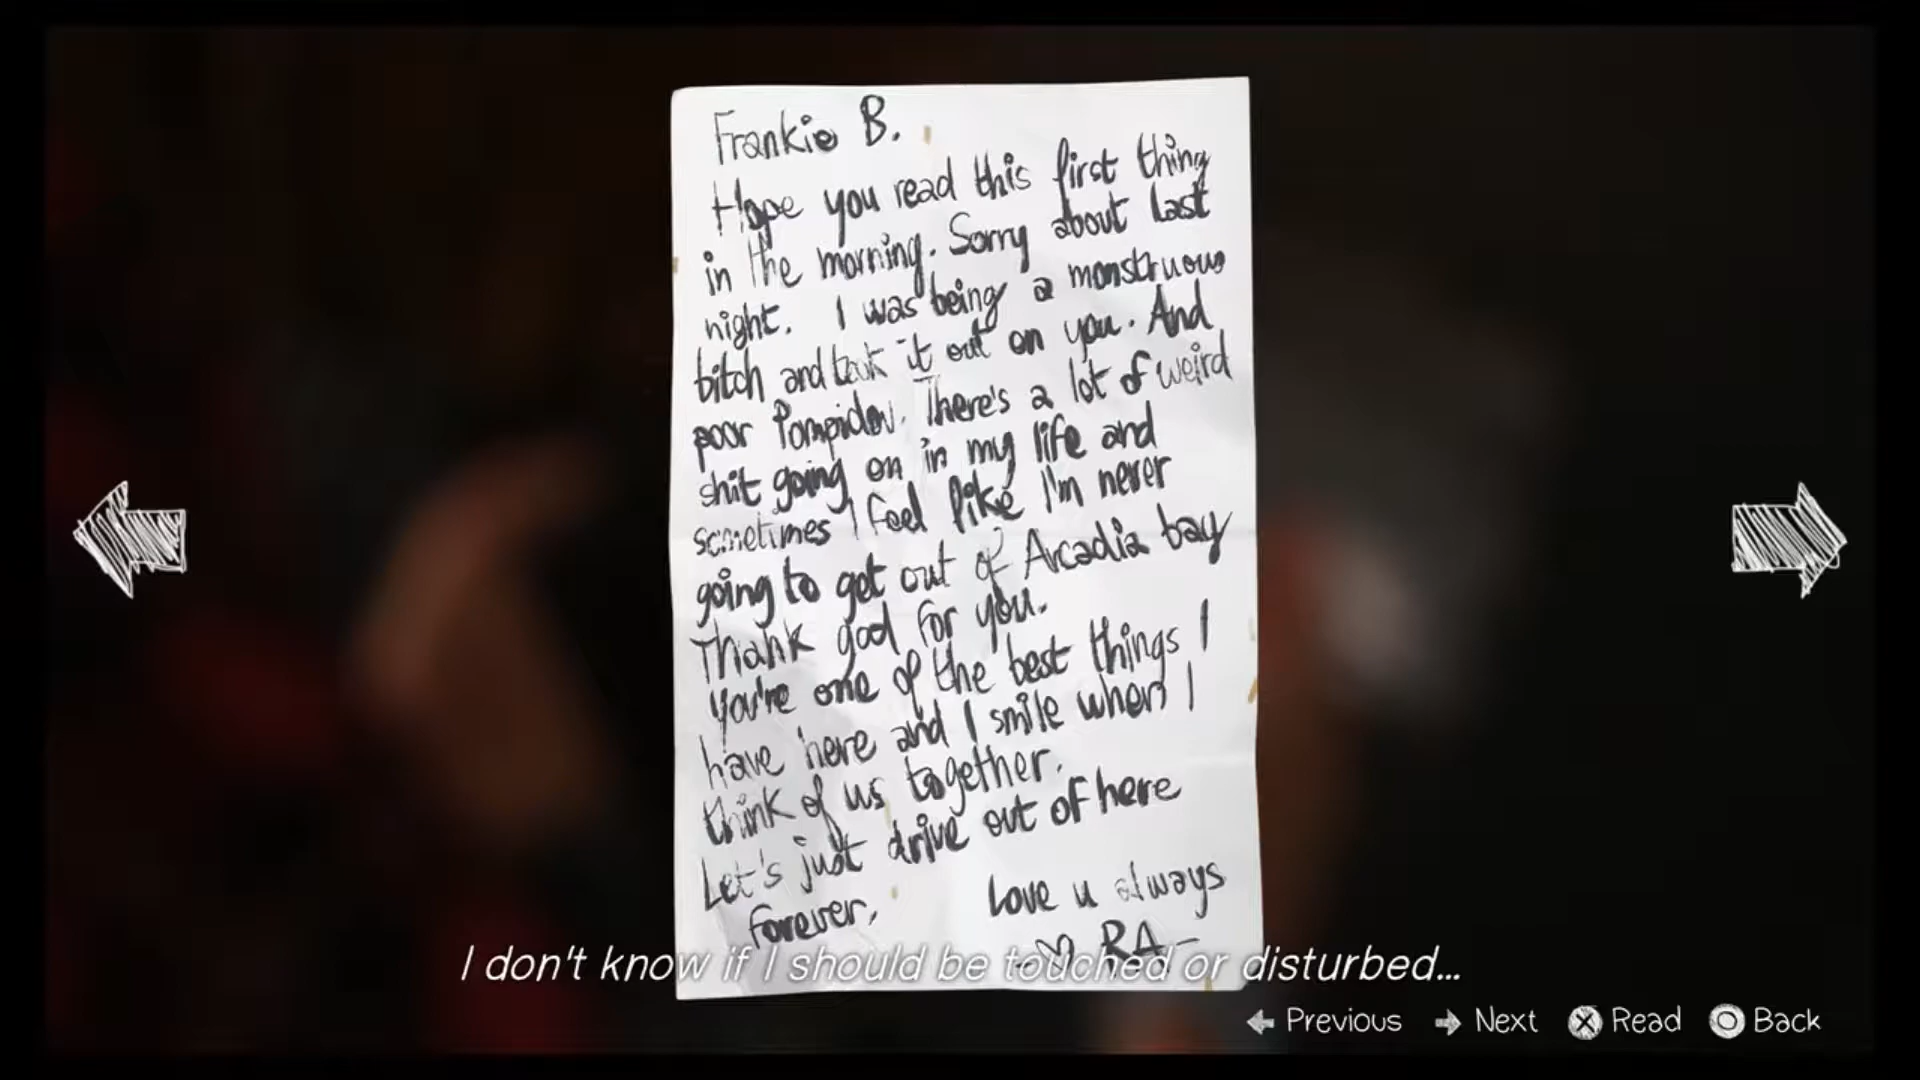 Frankie B.
Hope you read this first thing
in the morning. Sorry about last
night. I was being a monstruous
bitch and took it out on you. And
poor Pompidou. There's a lot of weird
shit going on in my life and
sometimes I feel like I'm never
going to get out of Arcadia bay
Thank god for you.
You're one of the best things I
have here and I smile when I
think of us together.
Let's just drive out of here
forever.
Love u always
-♡ RA-
I don't know if I should be touched or disturbed...
Previous Next Read Back